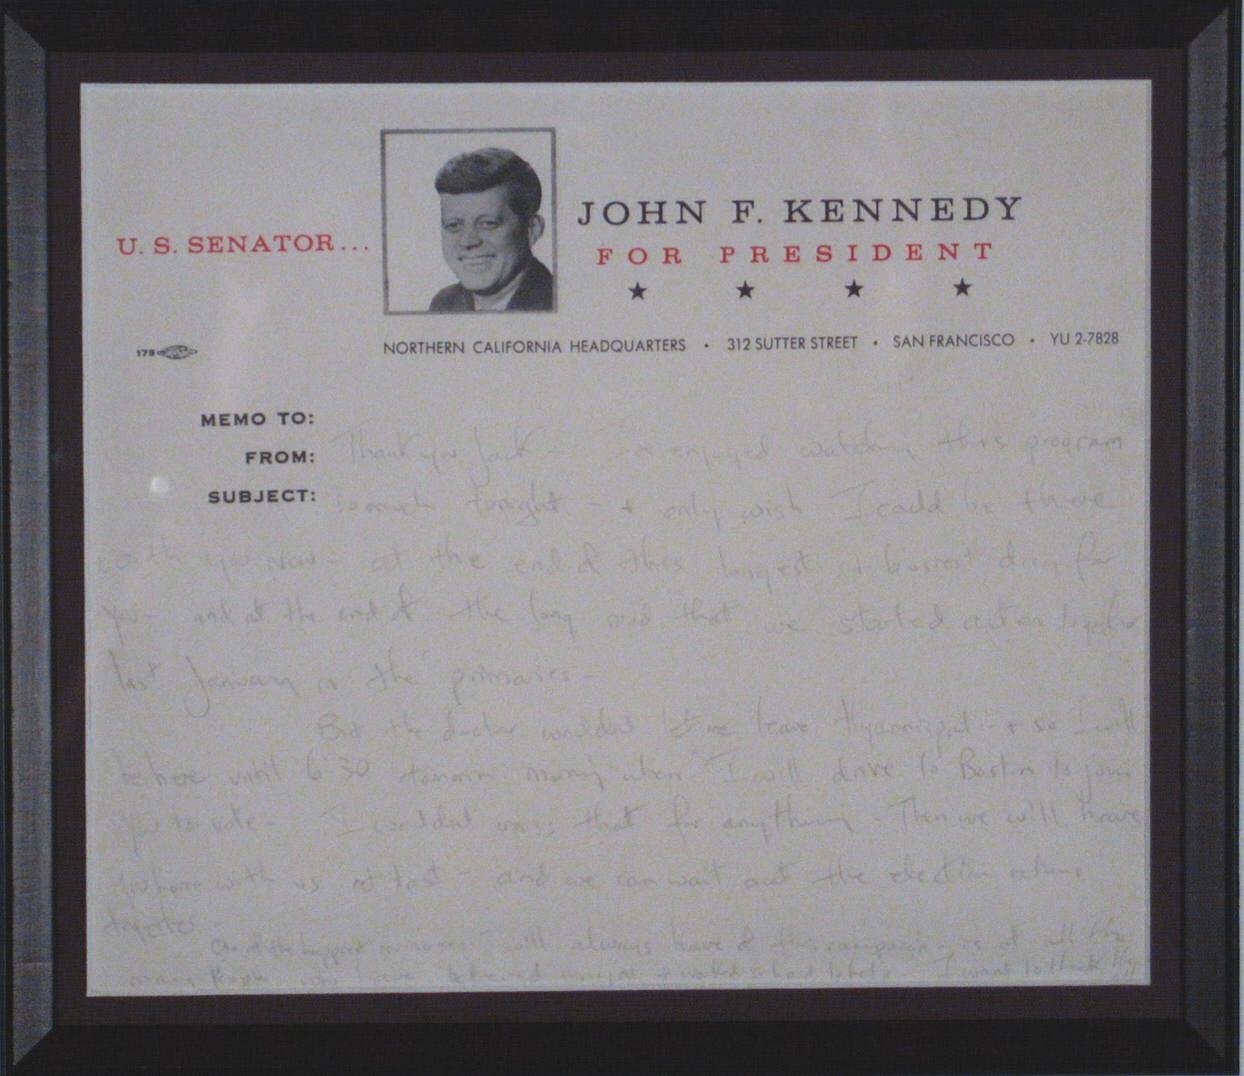 U. S. SENATOR...
JOHN F. KENNEDY
FOR PRESIDENT
NORTHERN CALIFORNIA HEADQUARTERS • 312 SUTTER STREET • SAN FRANCISCO • YU 2-7828
MEMO TO:
FROM:
SUBJECT:
Thank you Jack - I've enjoyed watching this program
so much tonight - + only wish I could be there
with you now - at the end of this longest + busiest day for
you - and at the end of the long road that we started out on together
last January in the primaries -
But the doctor wouldn't let me leave Hyannisport - + so I will
be here until 6 30 tomorrow morning when I will drive to Boston to join
you to vote - I wouldn't miss that for anything - Then we will have
you home with us at last - and we can wait out the election returns
together -
One of the happiest memories I will always have of this campaign is of all the
many people who have believed in you + worked so hard to help - I want to thank